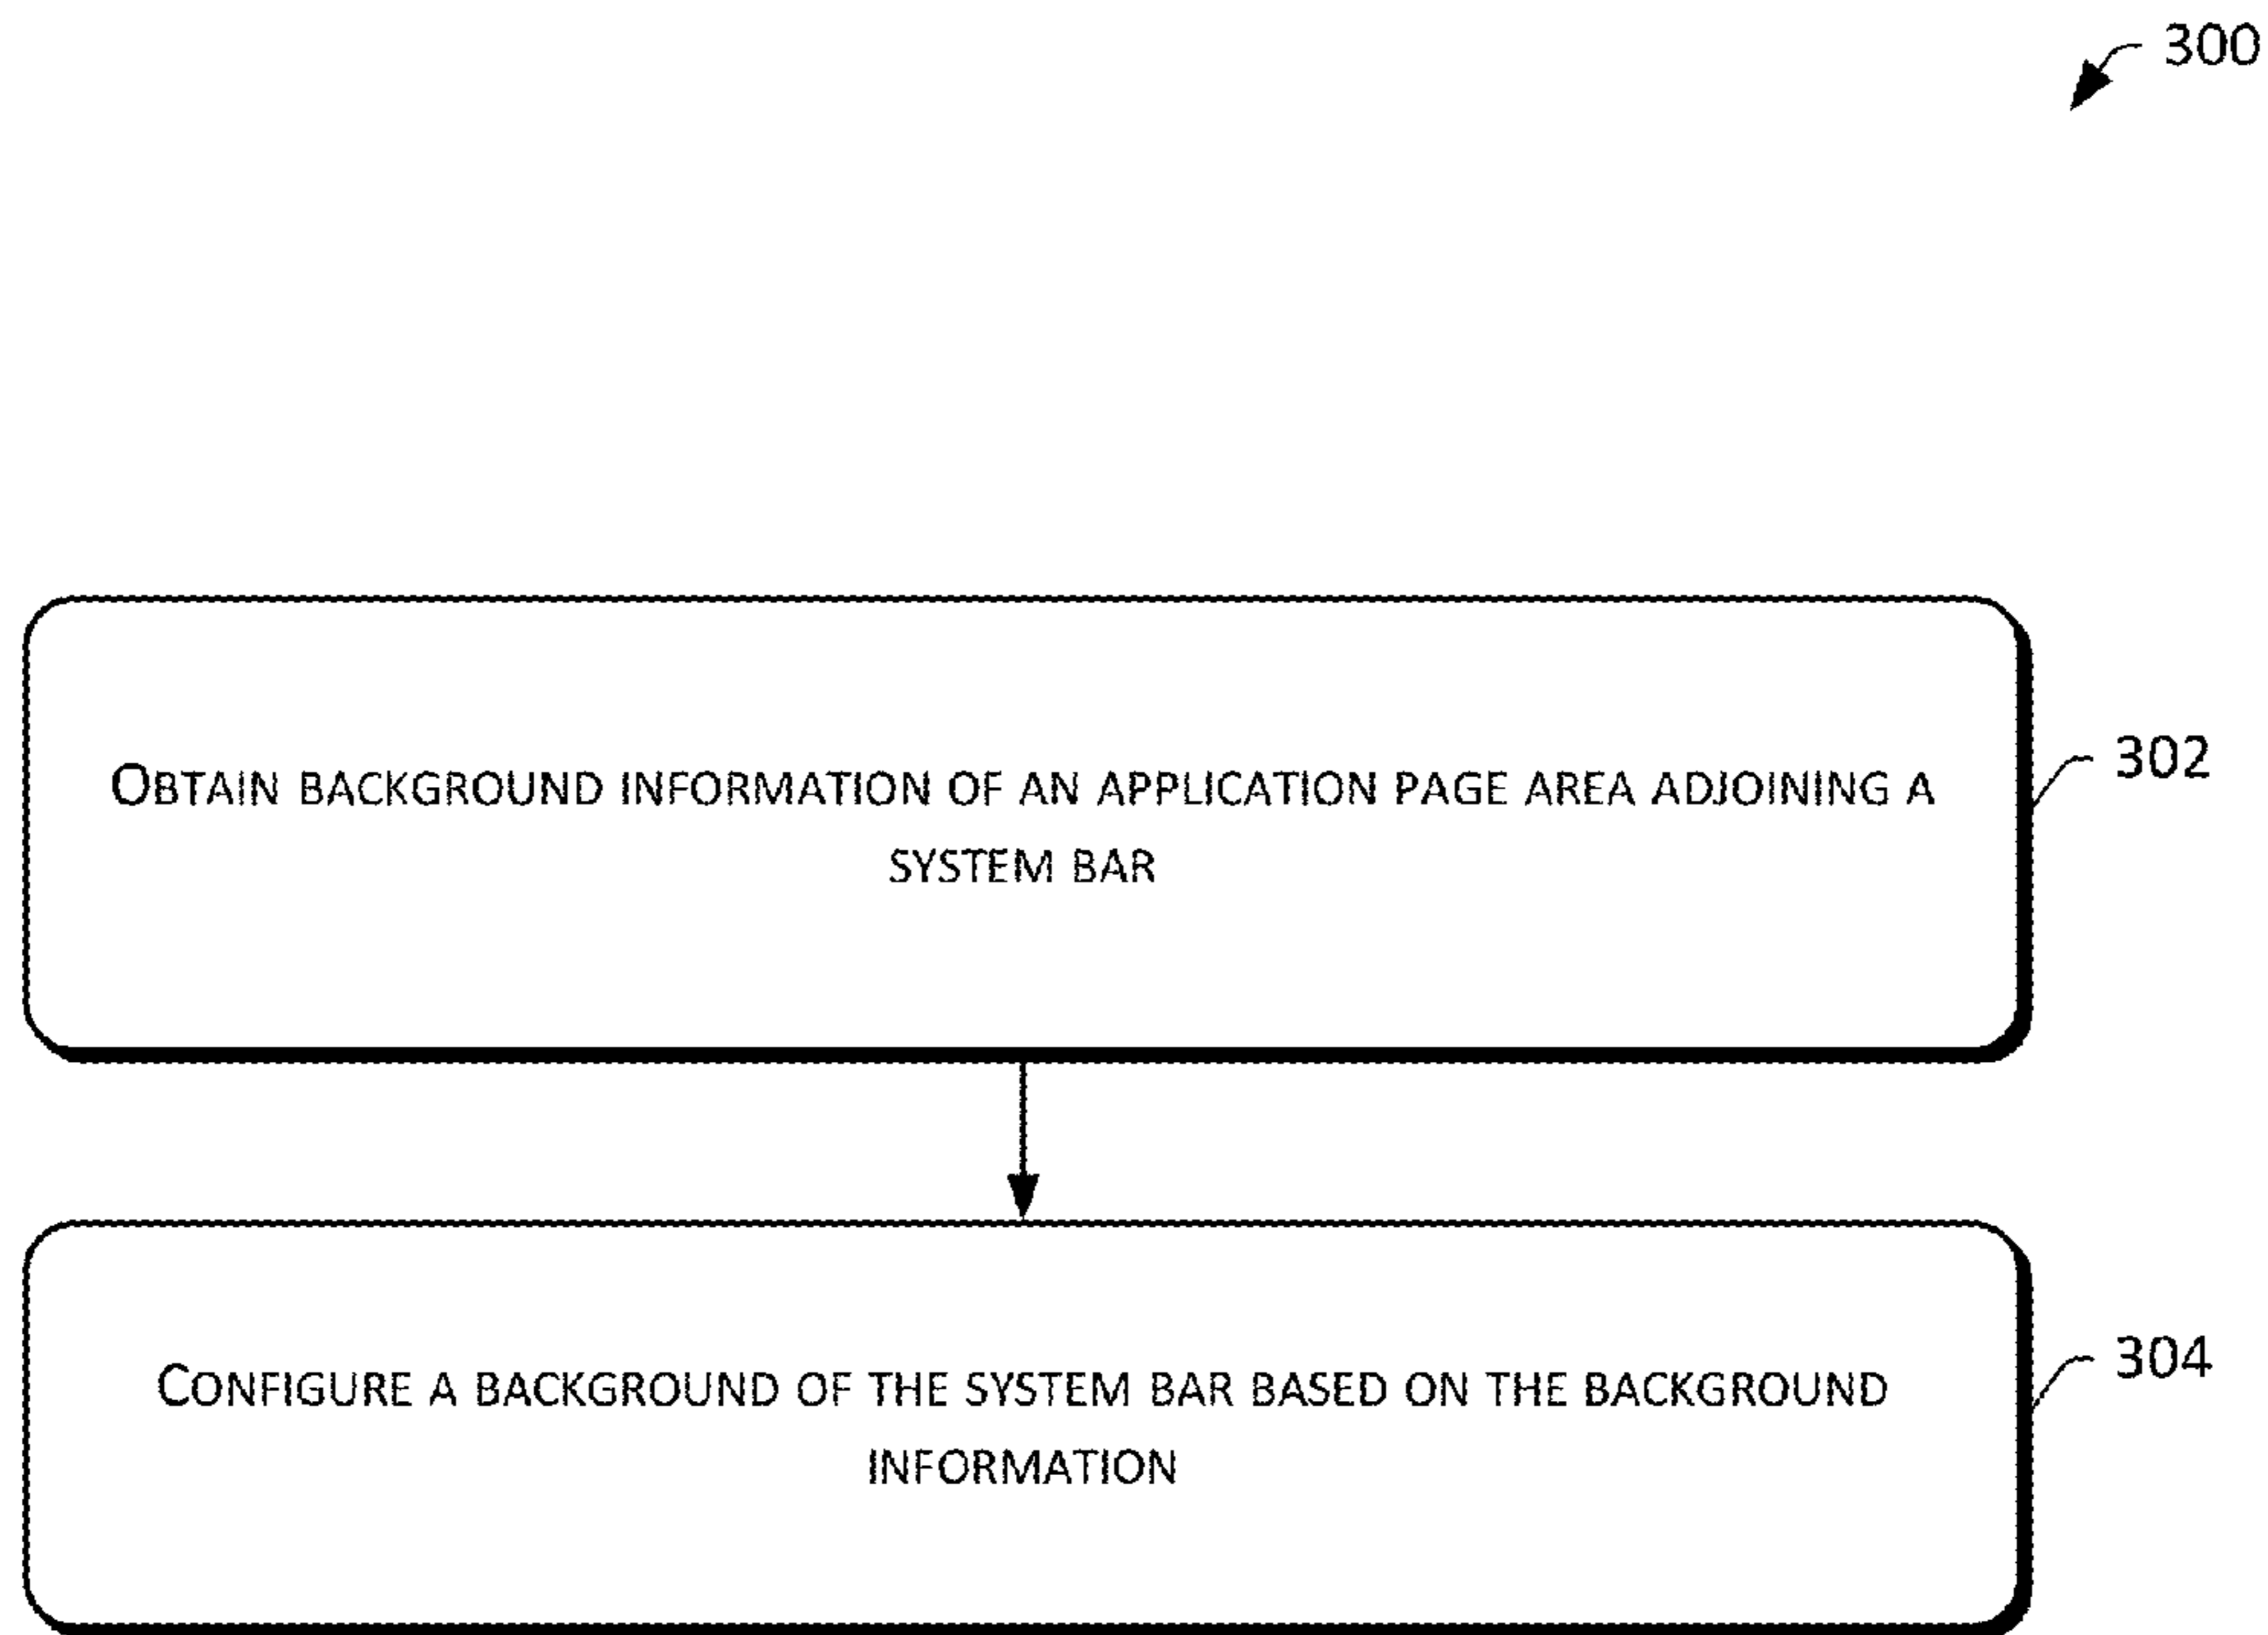 300
OBTAIN BACKGROUND INFORMATION OF AN APPLICATION PAGE AREA ADJOINING A
SYSTEM BAR
302
CONFIGURE A BACKGROUND OF THE SYSTEM BAR BASED ON THE BACKGROUND
INFORMATION
304